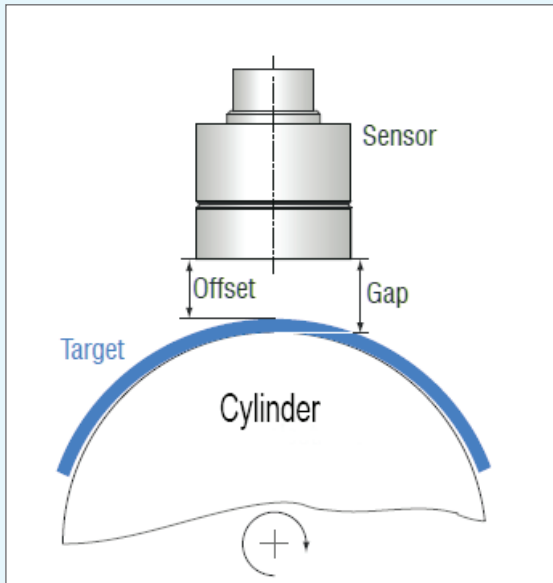 Sensor
Offset
Gap
Target
Cylinder